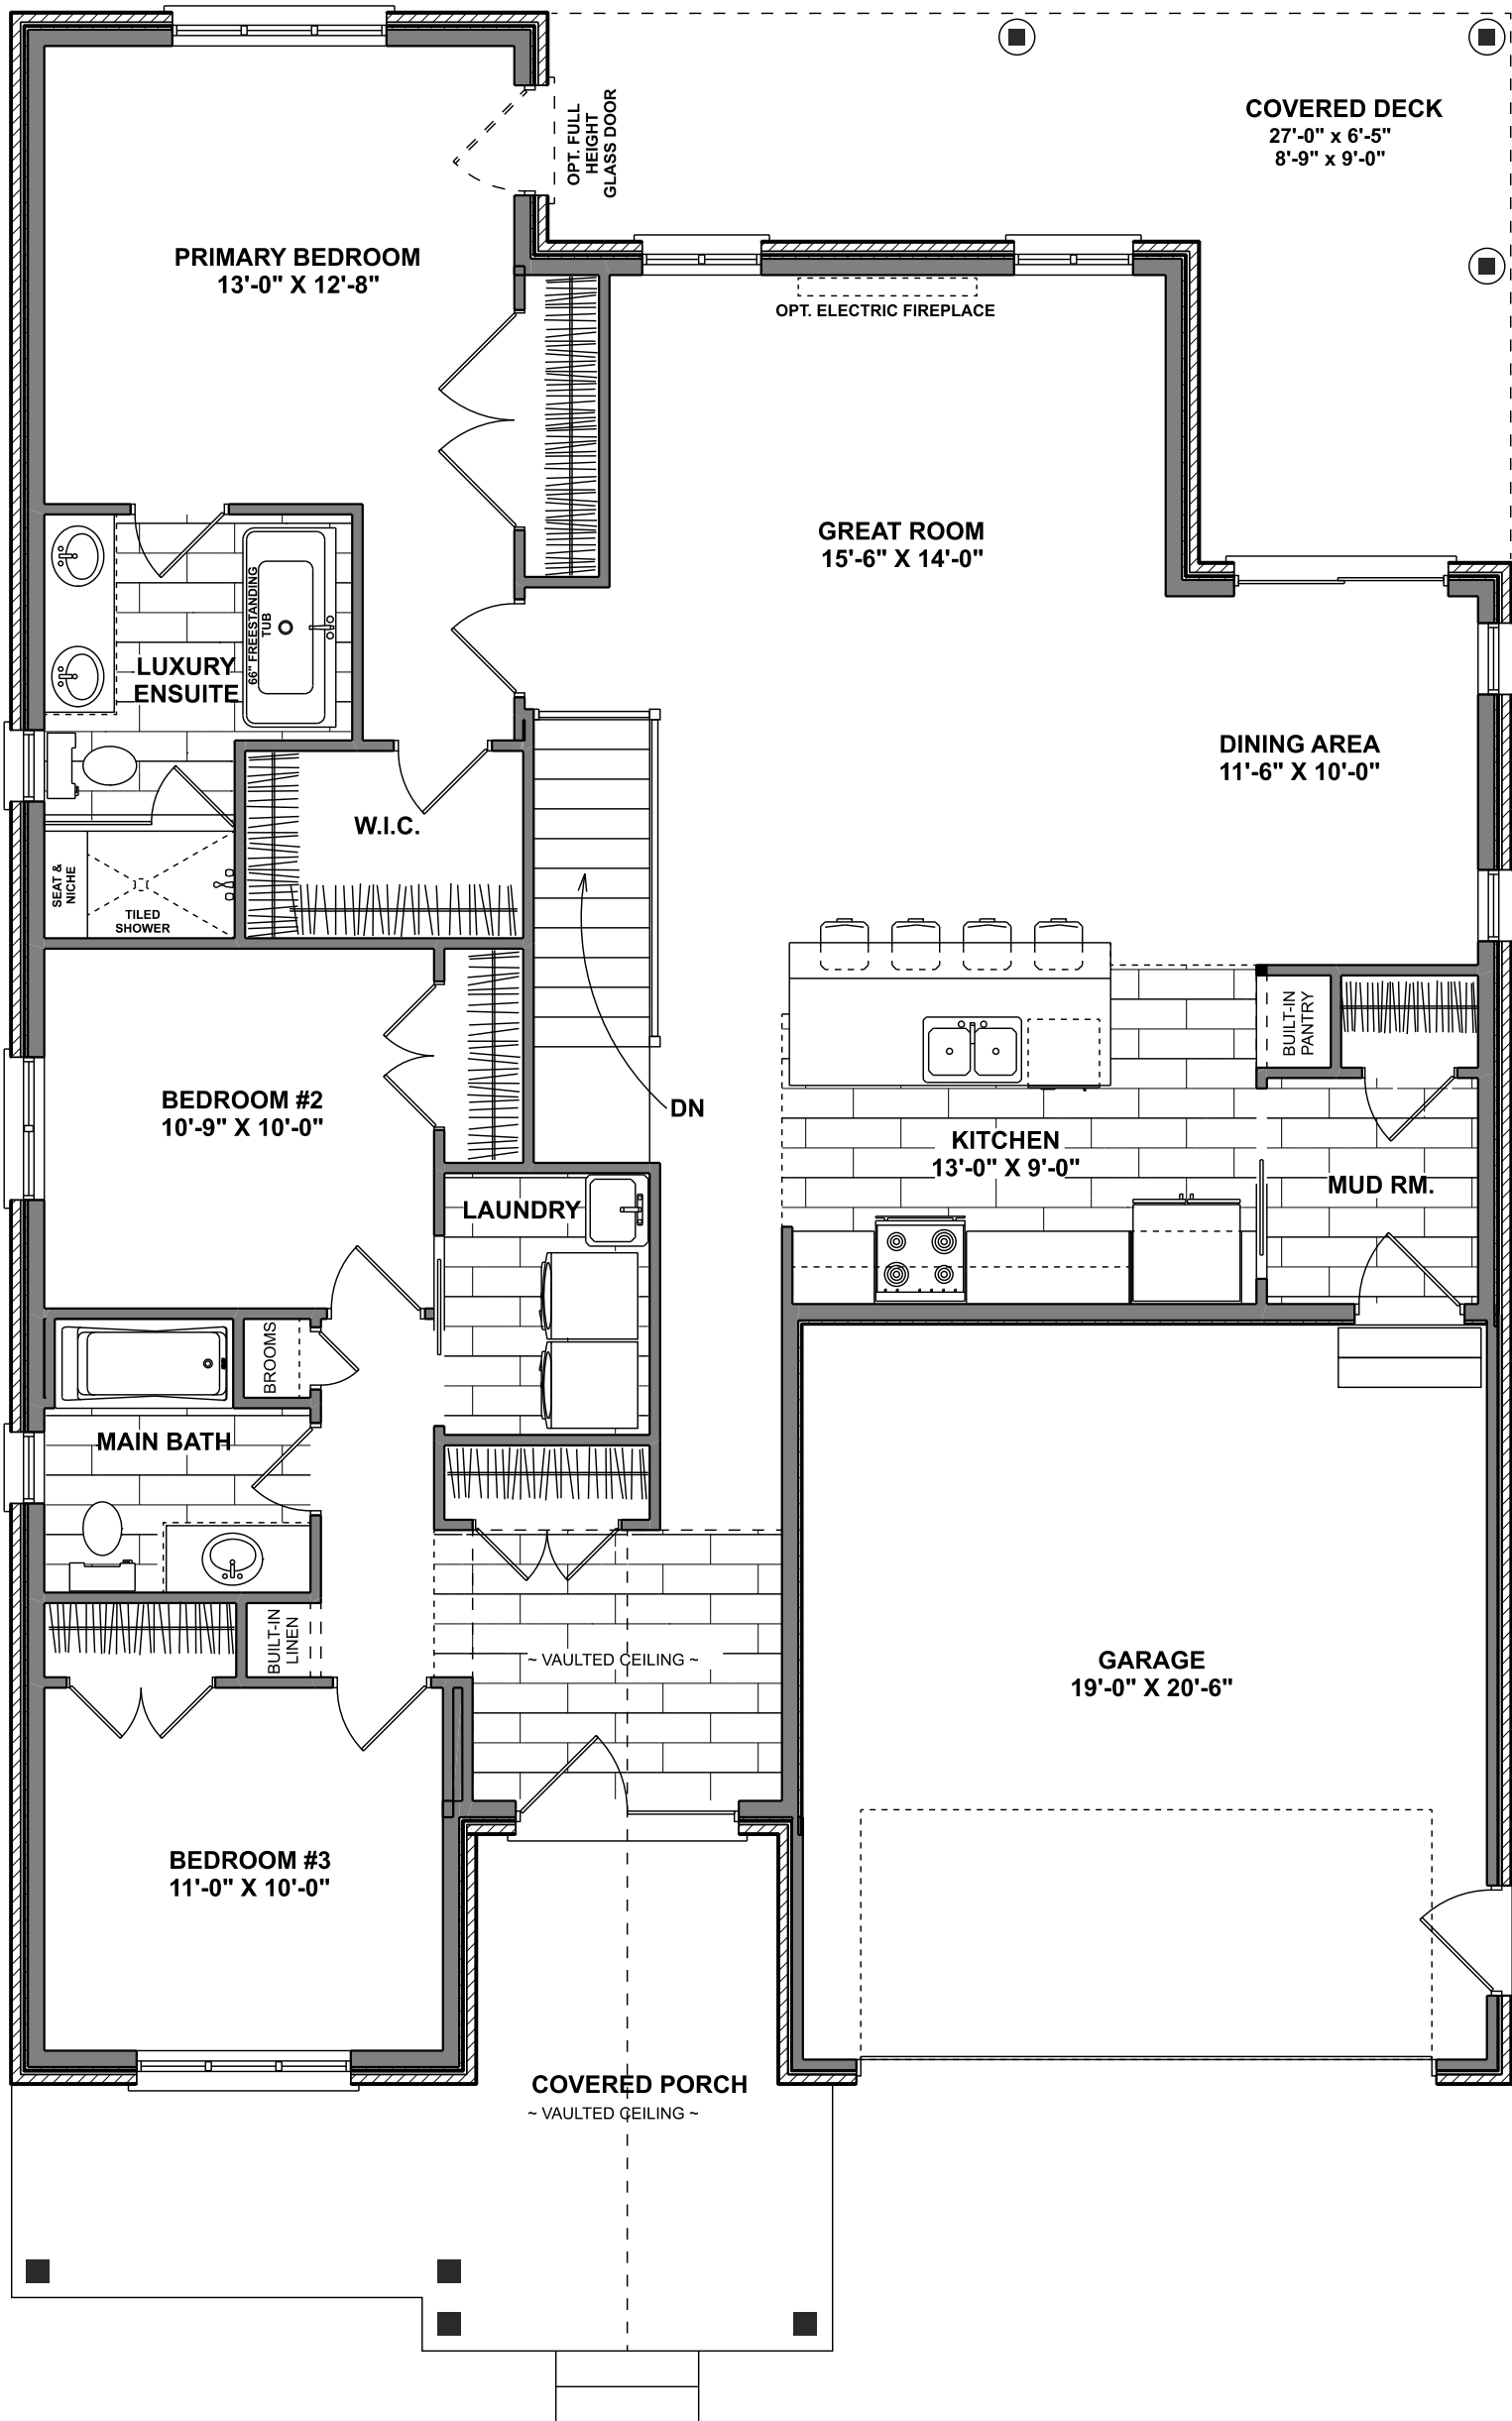 COVERED DECK
27'-0" x 6'-5"
8'-9" x 9'-0"
OPT. FULL
HEIGHT
GLASS DOOR
PRIMARY BEDROOM
13'-0" X 12'-8"
OPT. ELECTRIC FIREPLACE
GREAT ROOM
15'-6" X 14'-0"
66" FREESTANDING
TUB
LUXURY
ENSUITE
DINING AREA
11'-6" X 10'-0"
W.I.C.
SEAT &
NICHE
TILED
SHOWER
BUILT-IN
PANTRY
BEDROOM #2
10'-9" X 10'-0"
DN
KITCHEN
13'-0" X 9'-0"
MUD RM.
LAUNDRY
BROOMS
MAIN BATH
BUILT-IN
LINEN
~ VAULTED CEILING ~
GARAGE
19'-0" X 20'-6"
BEDROOM #3
11'-0" X 10'-0"
COVERED PORCH
~ VAULTED CEILING ~